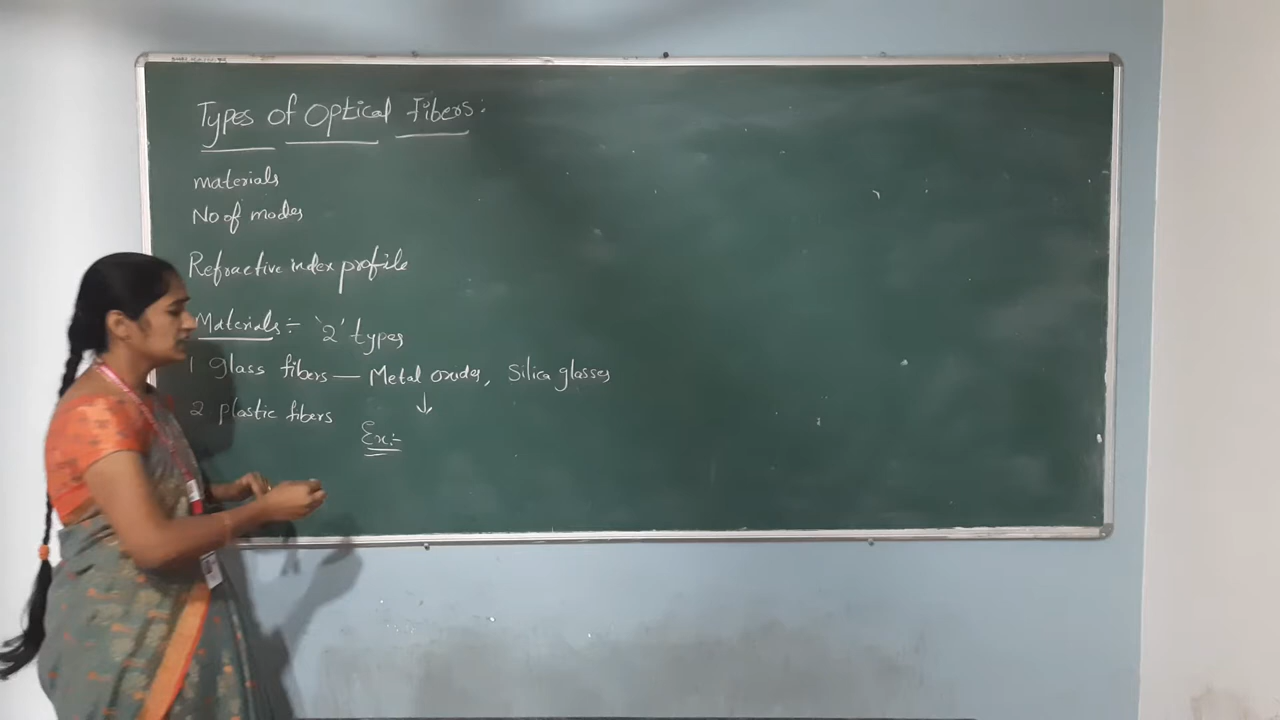 Types of Optical Fibers:
materials
No of modes
Refractive index profile
Materials :- '2' types
1 Glass fibers — Metal oxides, Silica glasses
2 plastic fibers
Ex:-